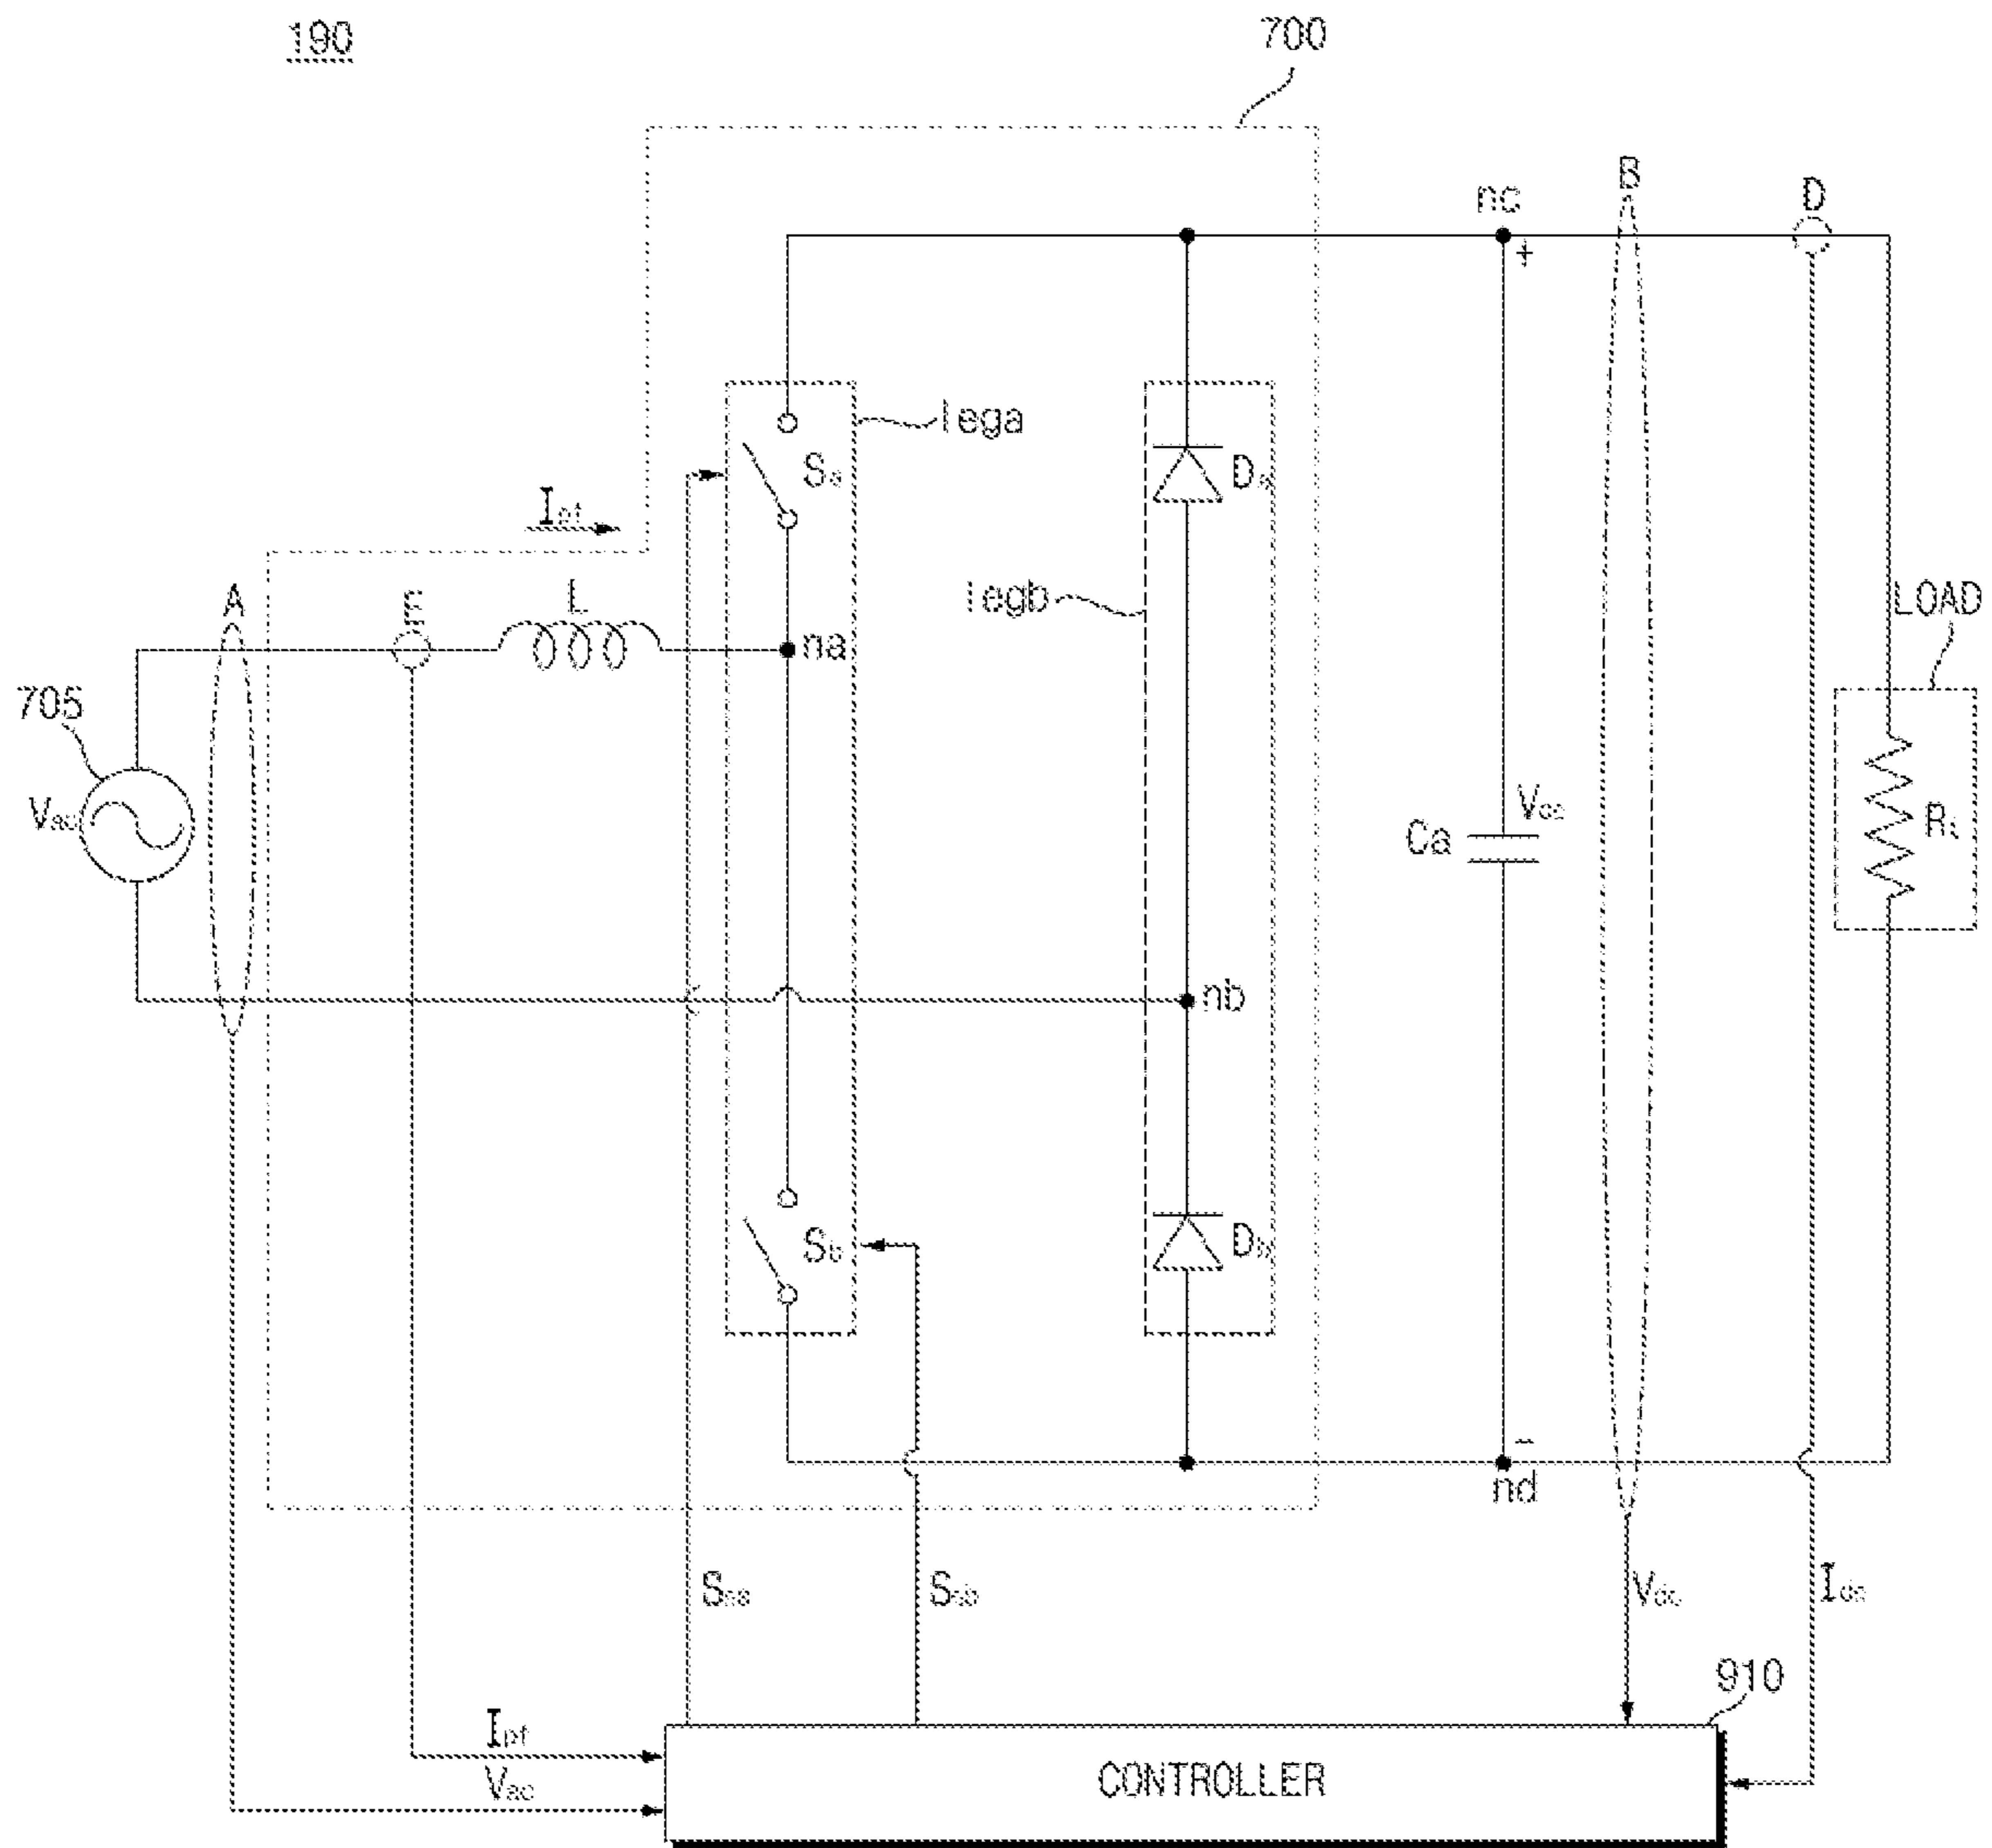 190
700
B
D
nc
+
lega
Sa
Da
Ipf
legb
LOAD
A
E
L
na
705
Vac
Vdc
Ca
RL
nb
Sb
Db
-
nd
Ssa
Ssb
Vdc
Idc
910
Ipf
Vac
CONTROLLER